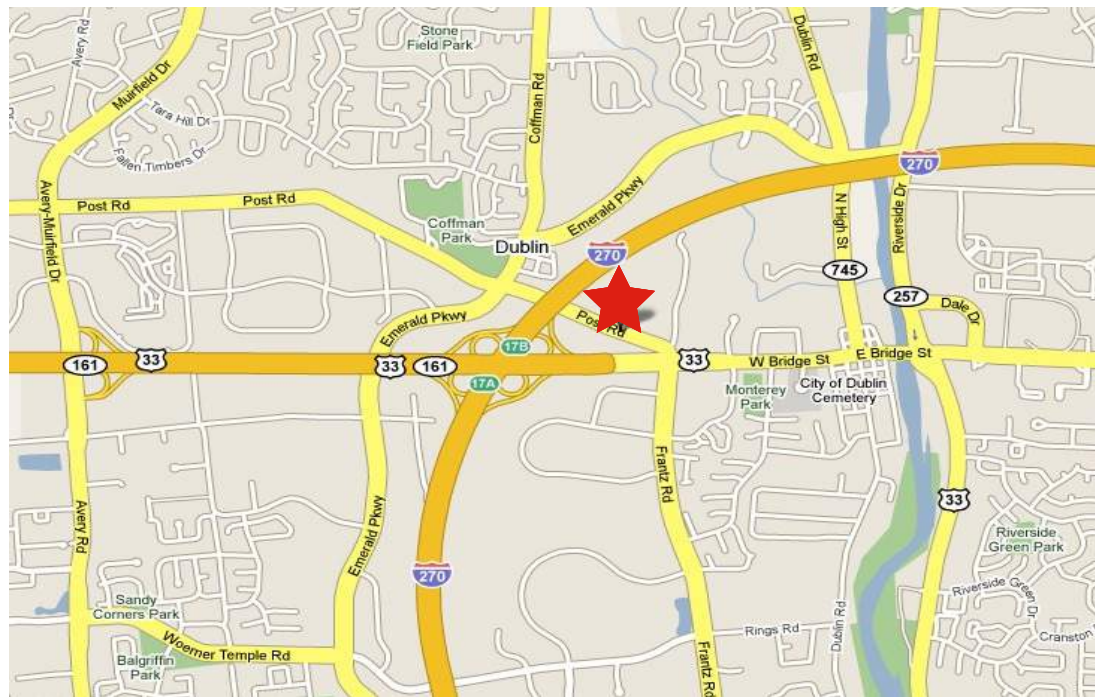 Stone
Field Park
Avery Rd
Muirfield Dr
Tara Hill Dr
Fallen Timbers Dr
Coffman Rd
Dublin Rd
270
Post Rd
Post Rd
Coffman
Park
Emerald Pkwy
Dublin
270
N High St
Riverside Dr
Avery-Muirfield Dr
745
257
Dale Dr
Emerald Pkwy
Post Rd
161
33
33
161
17B
17A
33
W Bridge St
E Bridge St
Monterey
Park
City of Dublin
Cemetery
Frantz Rd
Avery Rd
Emerald Pkwy
33
Riverside
Green Park
270
Sandy
Corners Park
Woerner Temple Rd
Balgriffin
Park
Frantz Rd
Rings Rd
Dublin Rd
Riverside Green Dr
Cranston Dr